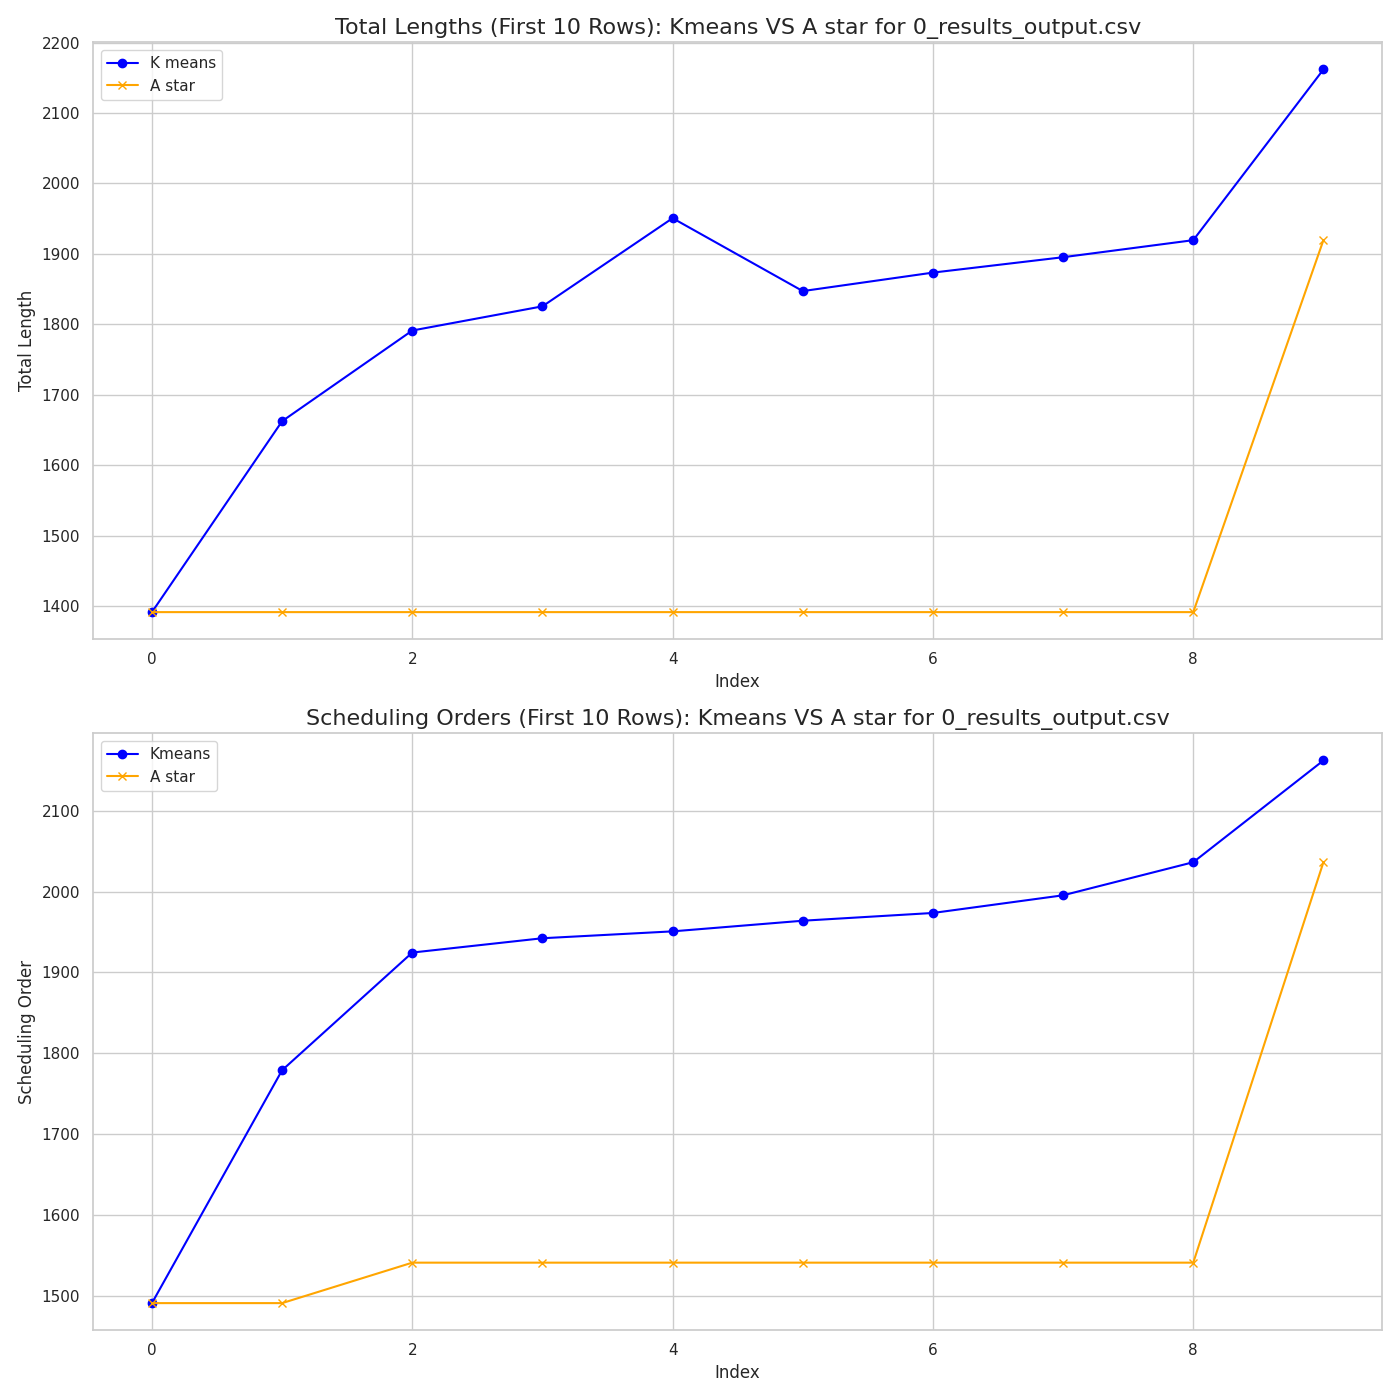 Total Lengths (First 10 Rows): Kmeans VS A star for 0_results_output.csv
K means
A star
2200
2100
2000
1900
1800
1700
1600
1500
1400
Total Length
0 2 4 6 8
Index
Scheduling Orders (First 10 Rows): Kmeans VS A star for 0_results_output.csv
Kmeans
A star
2100
2000
1900
1800
1700
1600
1500
Scheduling Order
0 2 4 6 8
Index